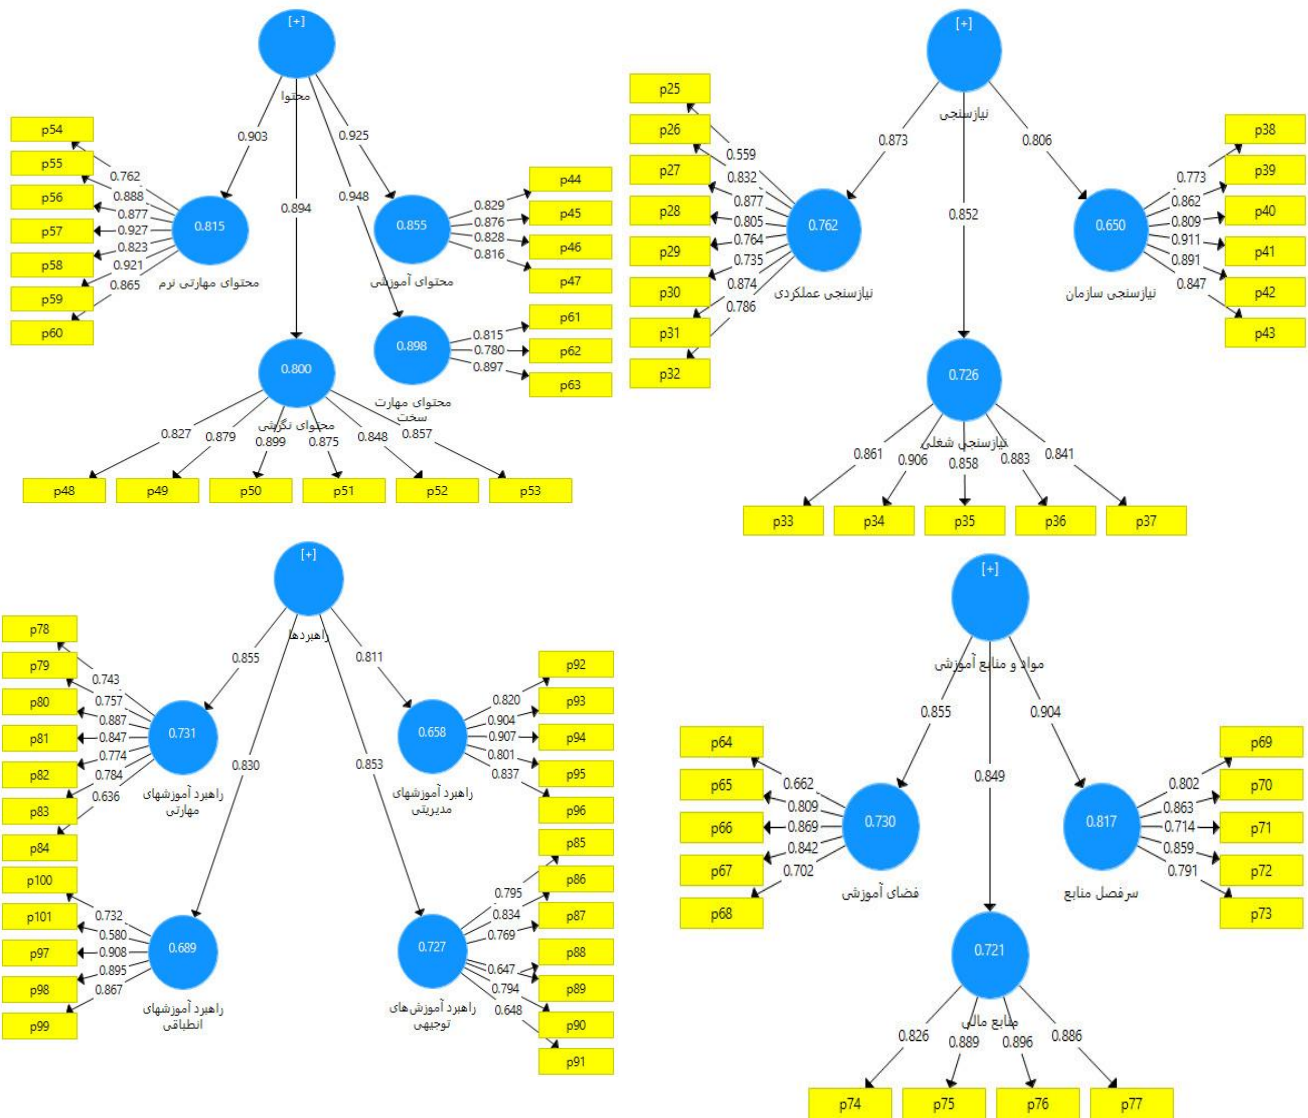 [+]
محتوا
0.903
0.894
0.948
0.925
p54
p55
p56
p57
p58
p59
p60
0.762
0.888
0.877
0.927
0.823
0.921
0.865
0.815
محتوای مهارتی نرم
0.855
محتوای آموزشی
0.829
0.876
0.828
0.816
p44
p45
p46
p47
0.898
محتوای مهارت
سخت
0.815
0.780
0.897
p61
p62
p63
0.800
محتوای نگرشی
0.827
0.879
0.899
0.875
0.848
0.857
p48
p49
p50
p51
p52
p53
[+]
نیازسنجی
0.873
0.852
0.806
p25
p26
p27
p28
p29
p30
p31
p32
0.559
0.832
0.877
0.805
0.764
0.735
0.874
0.786
0.762
نیازسنجی عملکردی
0.650
نیازسنجی سازمان
0.773
0.862
0.809
0.911
0.891
0.847
p38
p39
p40
p41
p42
p43
0.726
نیازسنجی شغلی
0.861
0.906
0.858
0.883
0.841
p33
p34
p35
p36
p37
[+]
راهبردها
0.855
0.830
0.853
0.811
p78
p79
p80
p81
p82
p83
p84
0.743
0.757
0.887
0.847
0.774
0.784
0.636
0.731
راهبرد آموزشهای
مهارتی
0.658
راهبرد آموزشهای
مدیریتی
0.820
0.904
0.907
0.801
0.837
p92
p93
p94
p95
p96
p100
p101
p97
p98
p99
0.732
0.580
0.908
0.895
0.867
0.689
راهبرد آموزشهای
انطباقی
0.727
راهبرد آموزش‌های
توجیهی
0.795
0.834
0.769
0.647
0.794
0.648
p85
p86
p87
p88
p89
p90
p91
[+]
مواد و منابع آموزشی
0.855
0.849
0.904
p64
p65
p66
p67
p68
0.662
0.809
0.869
0.842
0.702
0.730
فضای آموزشی
0.817
سرفصل منابع
0.802
0.863
0.714
0.859
0.791
p69
p70
p71
p72
p73
0.721
منابع مالی
0.826
0.889
0.896
0.886
p74
p75
p76
p77